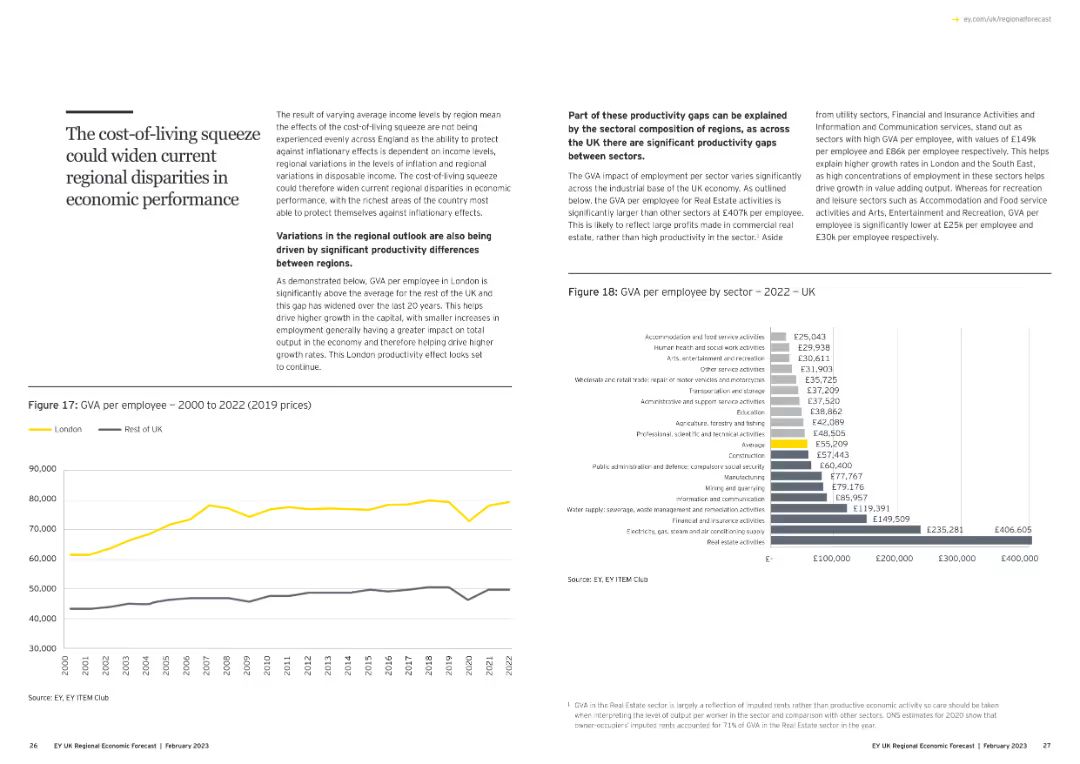 → ey.com/uk/regionalforecast
The cost-of-living squeeze
could widen current
regional disparities in
economic performance
The result of varying average income levels by region mean
the effects of the cost-of-living squeeze are not being
experienced evenly across England as the ability to protect
against inflationary effects is dependent on income levels,
regional variations in the levels of inflation and regional
variations in disposable income. The cost-of-living squeeze
could therefore widen current regional disparities in economic
performance, with the richest areas of the country most
able to protect themselves against inflationary effects.
Variations in the regional outlook are also being
driven by significant productivity differences
between regions.
As demonstrated below, GVA per employee in London is
significantly above the average for the rest of the UK and
this gap has widened over the last 20 years. This helps
drive higher growth in the capital, with smaller increases in
employment generally having a greater impact on total
output in the economy and therefore helping drive higher
growth rates. This London productivity effect looks set
to continue.
Figure 17: GVA per employee – 2000 to 2022 (2019 prices)
London
Rest of UK
90,000
80,000
70,000
60,000
50,000
40,000
30,000
2000 2001 2002 2003 2004 2005 2006 2007 2008 2009 2010 2011 2012 2013 2014 2015 2016 2017 2018 2019 2020 2021 2022
Source: EY, EY ITEM Club
26 EY UK Regional Economic Forecast | February 2023
Part of these productivity gaps can be explained
by the sectoral composition of regions, as across
the UK there are significant productivity gaps
between sectors.
The GVA impact of employment per sector varies significantly
across the industrial base of the UK economy. As outlined
below, the GVA per employee for Real Estate activities is
significantly larger than other sectors at £407k per employee.
This is likely to reflect large profits made in commercial real
estate, rather than high productivity in the sector.¹ Aside
from utility sectors, Financial and Insurance Activities and
Information and Communication services, stand out as
sectors with high GVA per employee, with values of £149k
per employee and £86k per employee respectively. This helps
explain higher growth rates in London and the South East,
as high concentrations of employment in these sectors helps
drive growth in value adding output. Whereas for recreation
and leisure sectors such as Accommodation and Food service
activities and Arts, Entertainment and Recreation, GVA per
employee is significantly lower at £25k per employee and
£30k per employee respectively.
Figure 18: GVA per employee by sector – 2022 – UK
Accommodation and food service activities £25,043
Human health and social work activities £29,938
Arts, entertainment and recreation £30,611
Other service activities £31,903
Wholesale and retail trade; repair of motor vehicles and motorcycles £35,725
Transportation and storage £37,209
Administrative and support service activities £37,520
Education £38,862
Agriculture, forestry and fishing £42,089
Professional, scientific and technical activities £48,505
Average £55,209
Construction £57,443
Public administration and defence; compulsory social security £60,400
Manufacturing £77,767
Mining and quarrying £79,176
Information and communication £85,957
Water supply; sewerage, waste management and remediation activities £119,391
Financial and insurance activities £149,509
Electricity, gas, steam and air conditioning supply £235,281
Real estate activities £406,605
£- £100,000 £200,000 £300,000 £400,000
Source: EY, EY ITEM Club
¹ GVA in the Real Estate sector is largely a reflection of imputed rents rather than productive economic activity so care should be taken
when interpreting the level of output per worker in the sector and comparison with other sectors. ONS estimates for 2020 show that
owner-occupiers' imputed rents accounted for 71% of GVA in the Real Estate sector in the year.
EY UK Regional Economic Forecast | February 2023 27